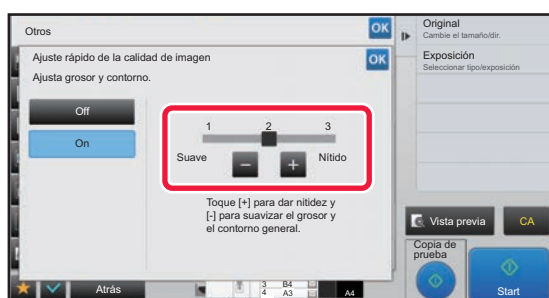 Otros
OK
Ajuste rápido de la calidad de imagen
OK
Ajusta grosor y contorno.
Off
On
1 2 3
Suave - + Nítido
Toque [+] para dar nitidez y
[-] para suavizar el grosor y
el contorno general.
Original
Cambie el tamaño/dir.
Exposición
Seleccionar tipo/exposición
Vista previa
CA
Copia de
prueba
Start
Atrás
3 B4
4 A3
A4